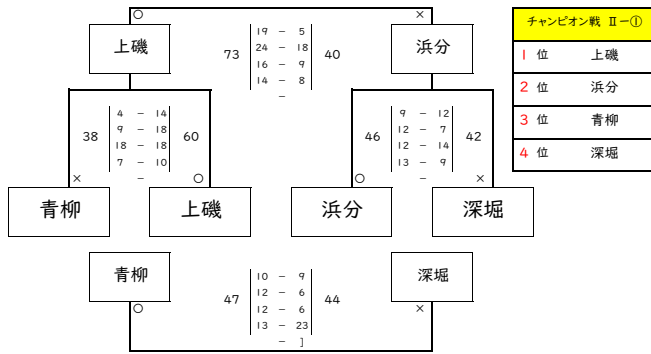 ○ ×
上磯 73 19 - 5 40 浜分
24 - 18
16 - 9
14 - 8
-
チャンピオン戦 Ⅱー①
1 位 上磯
2 位 浜分
3 位 青柳
4 位 深堀
38 4 - 14 60
9 - 18
18 - 18
7 - 10
-
46 9 - 12 42
12 - 7
12 - 14
13 - 9
-
× ○ ○ ×
青柳 上磯 浜分 深堀
青柳 47 10 - 9 44 深堀
12 - 6
12 - 6
13 - 23
- ]
○ ×